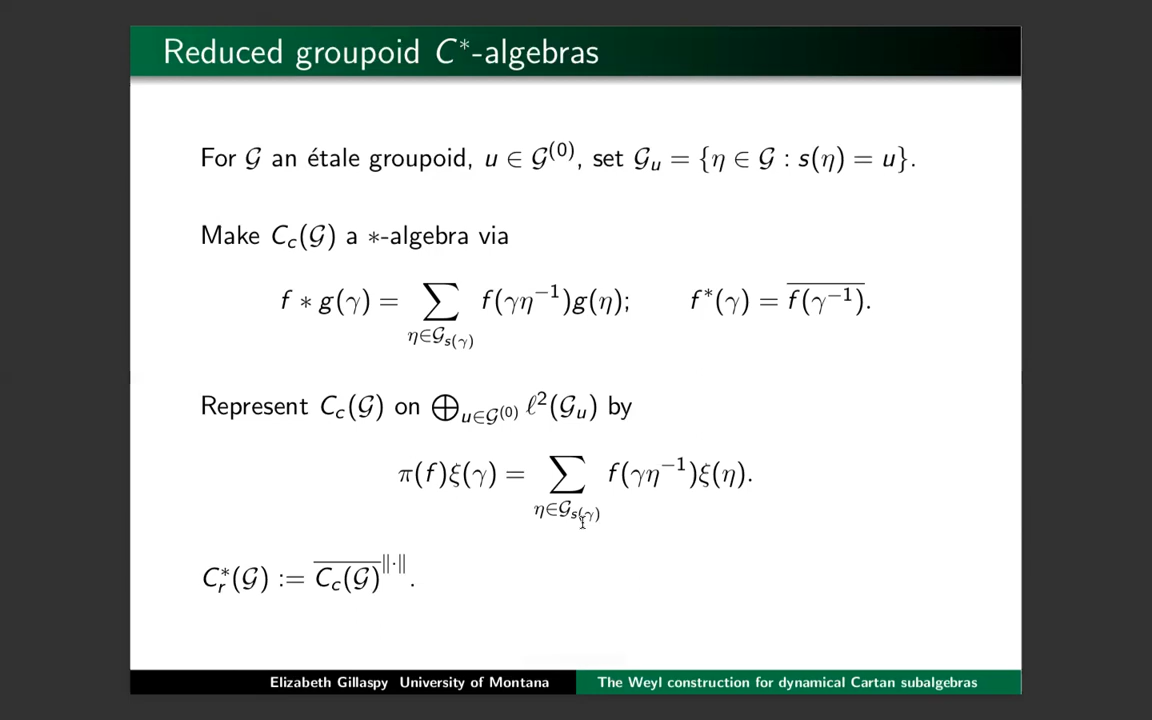 Reduced groupoid C*-algebras
For 𝒢 an étale groupoid, u ∈ 𝒢⁽⁰⁾, set 𝒢_u = {η ∈ 𝒢 : s(η) = u}.
Make C_c(𝒢) a ∗-algebra via
f ∗ g(γ) = ∑_{η∈𝒢_{s(γ)}} f(γη⁻¹)g(η); f*(γ) = \overline{f(γ⁻¹)}.
Represent C_c(𝒢) on ⊕_{u∈𝒢⁽⁰⁾} ℓ²(𝒢_u) by
π(f)ξ(γ) = ∑_{η∈𝒢_{s(γ)}} f(γη⁻¹)ξ(η).
C*_r(𝒢) := \overline{C_c(𝒢)}^{‖·‖}.
Elizabeth Gillaspy University of Montana The Weyl construction for dynamical Cartan subalgebras